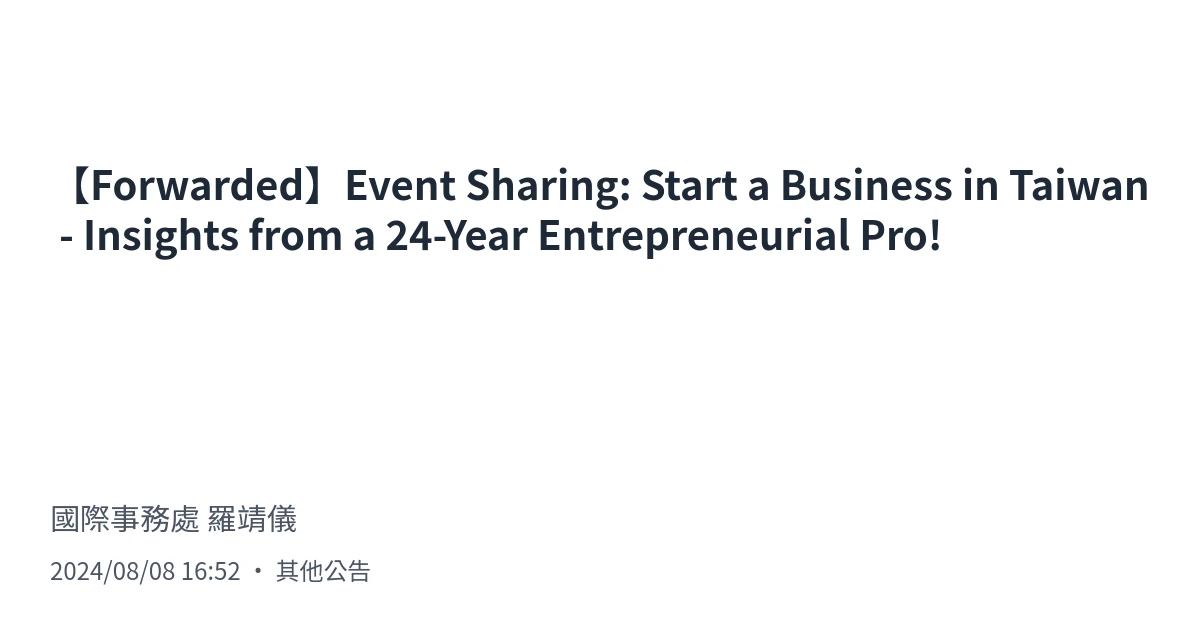 【Forwarded】Event Sharing: Start a Business in Taiwan
- Insights from a 24-Year Entrepreneurial Pro!
國際事務處 羅靖儀
2024/08/08 16:52 ・ 其他公告